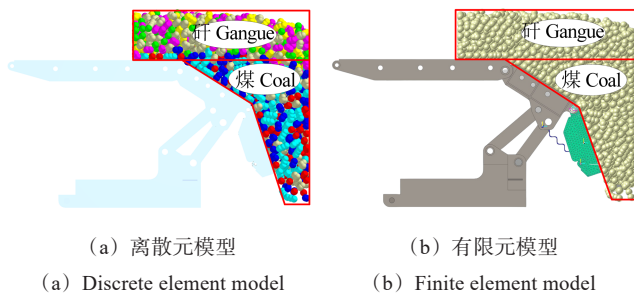 矸 Gangue
煤 Coal
矸 Gangue
煤 Coal
（a）离散元模型
（b）有限元模型
（a）Discrete element model
（b）Finite element model